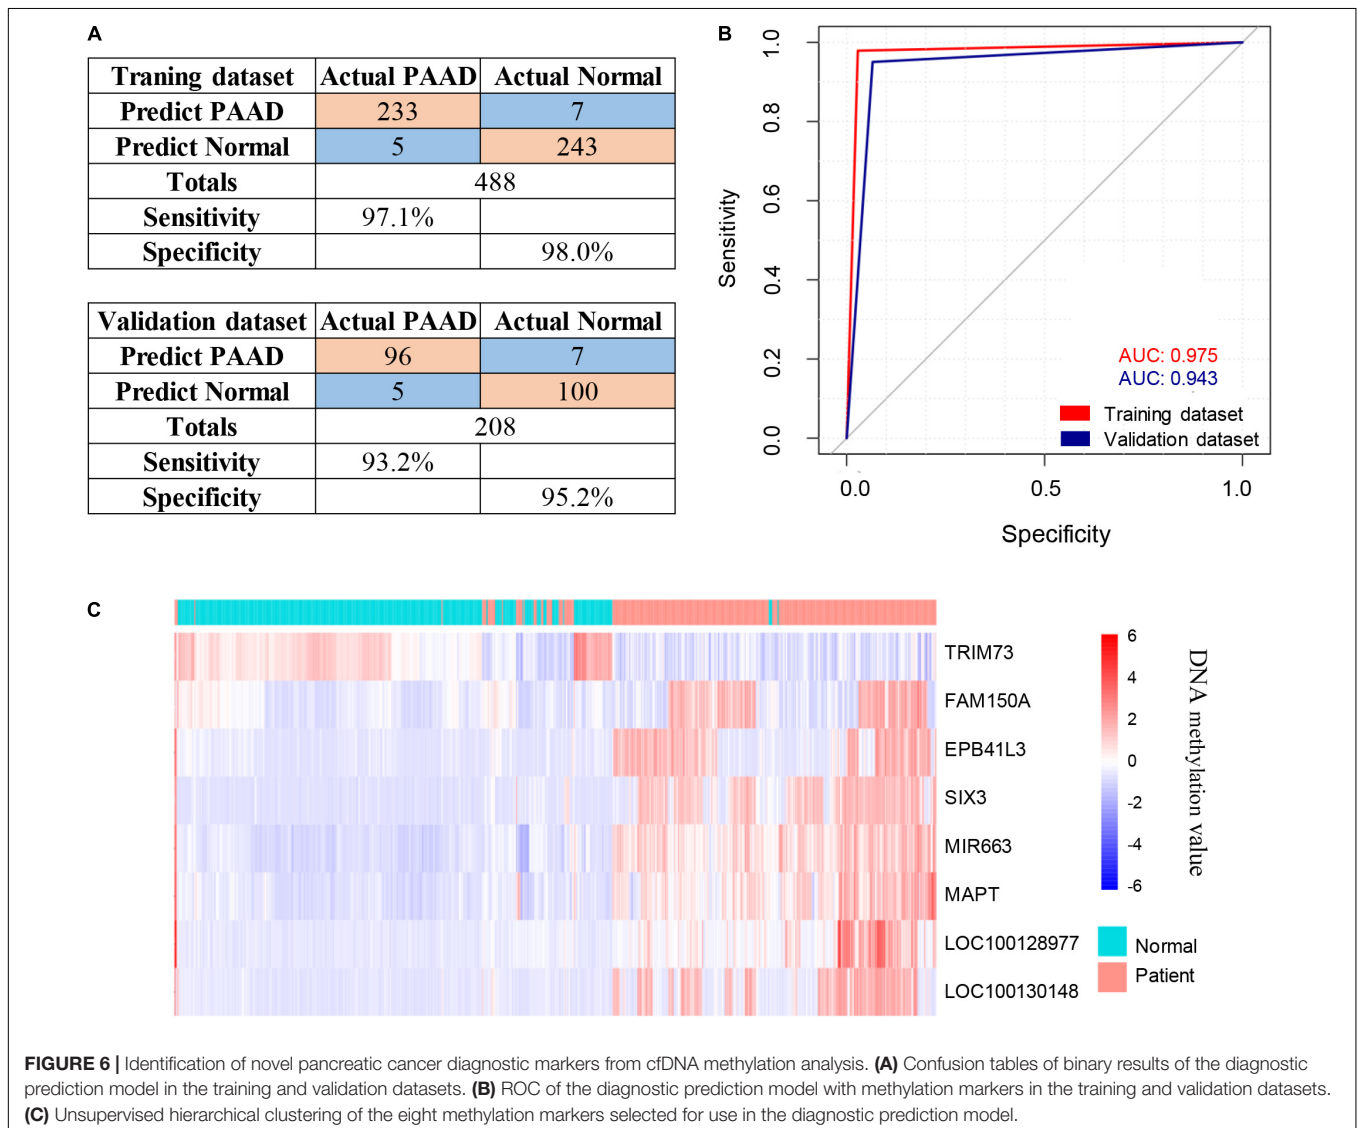 A
Traning dataset Actual PAAD Actual Normal
Predict PAAD 233 7
Predict Normal 5 243
Totals 488
Sensitivity 97.1%
Specificity 98.0%
Validation dataset Actual PAAD Actual Normal
Predict PAAD 96 7
Predict Normal 5 100
Totals 208
Sensitivity 93.2%
Specificity 95.2%
B
Sensitivity
1.0
0.8
0.6
0.4
0.2
0.0
AUC: 0.975
AUC: 0.943
Training dataset
Validation dataset
0.0 0.5 1.0
Specificity
C
TRIM73
FAM150A
EPB41L3
SIX3
MIR663
MAPT
LOC100128977
LOC100130148
6
4
2
0
-2
-4
-6
DNA methylation value
Normal
Patient
FIGURE 6 | Identification of novel pancreatic cancer diagnostic markers from cfDNA methylation analysis. (A) Confusion tables of binary results of the diagnostic
prediction model in the training and validation datasets. (B) ROC of the diagnostic prediction model with methylation markers in the training and validation datasets.
(C) Unsupervised hierarchical clustering of the eight methylation markers selected for use in the diagnostic prediction model.